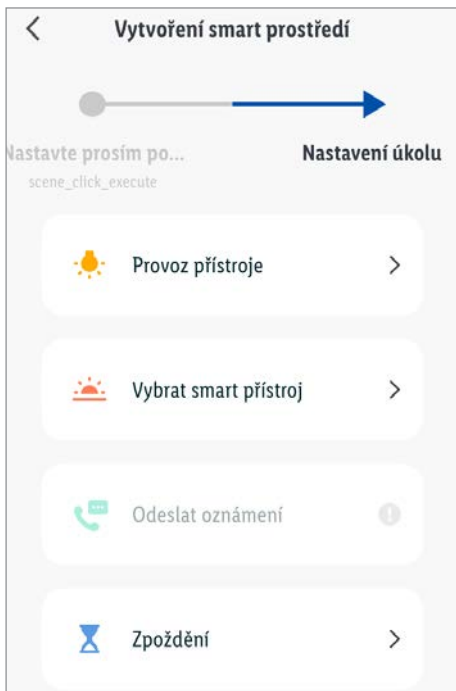 Vytvoření smart prostředí
Nastavte prosím po...
Nastavení úkolu
scene_click_execute
Provoz přístroje
Vybrat smart přístroj
Odeslat oznámení
Zpoždění